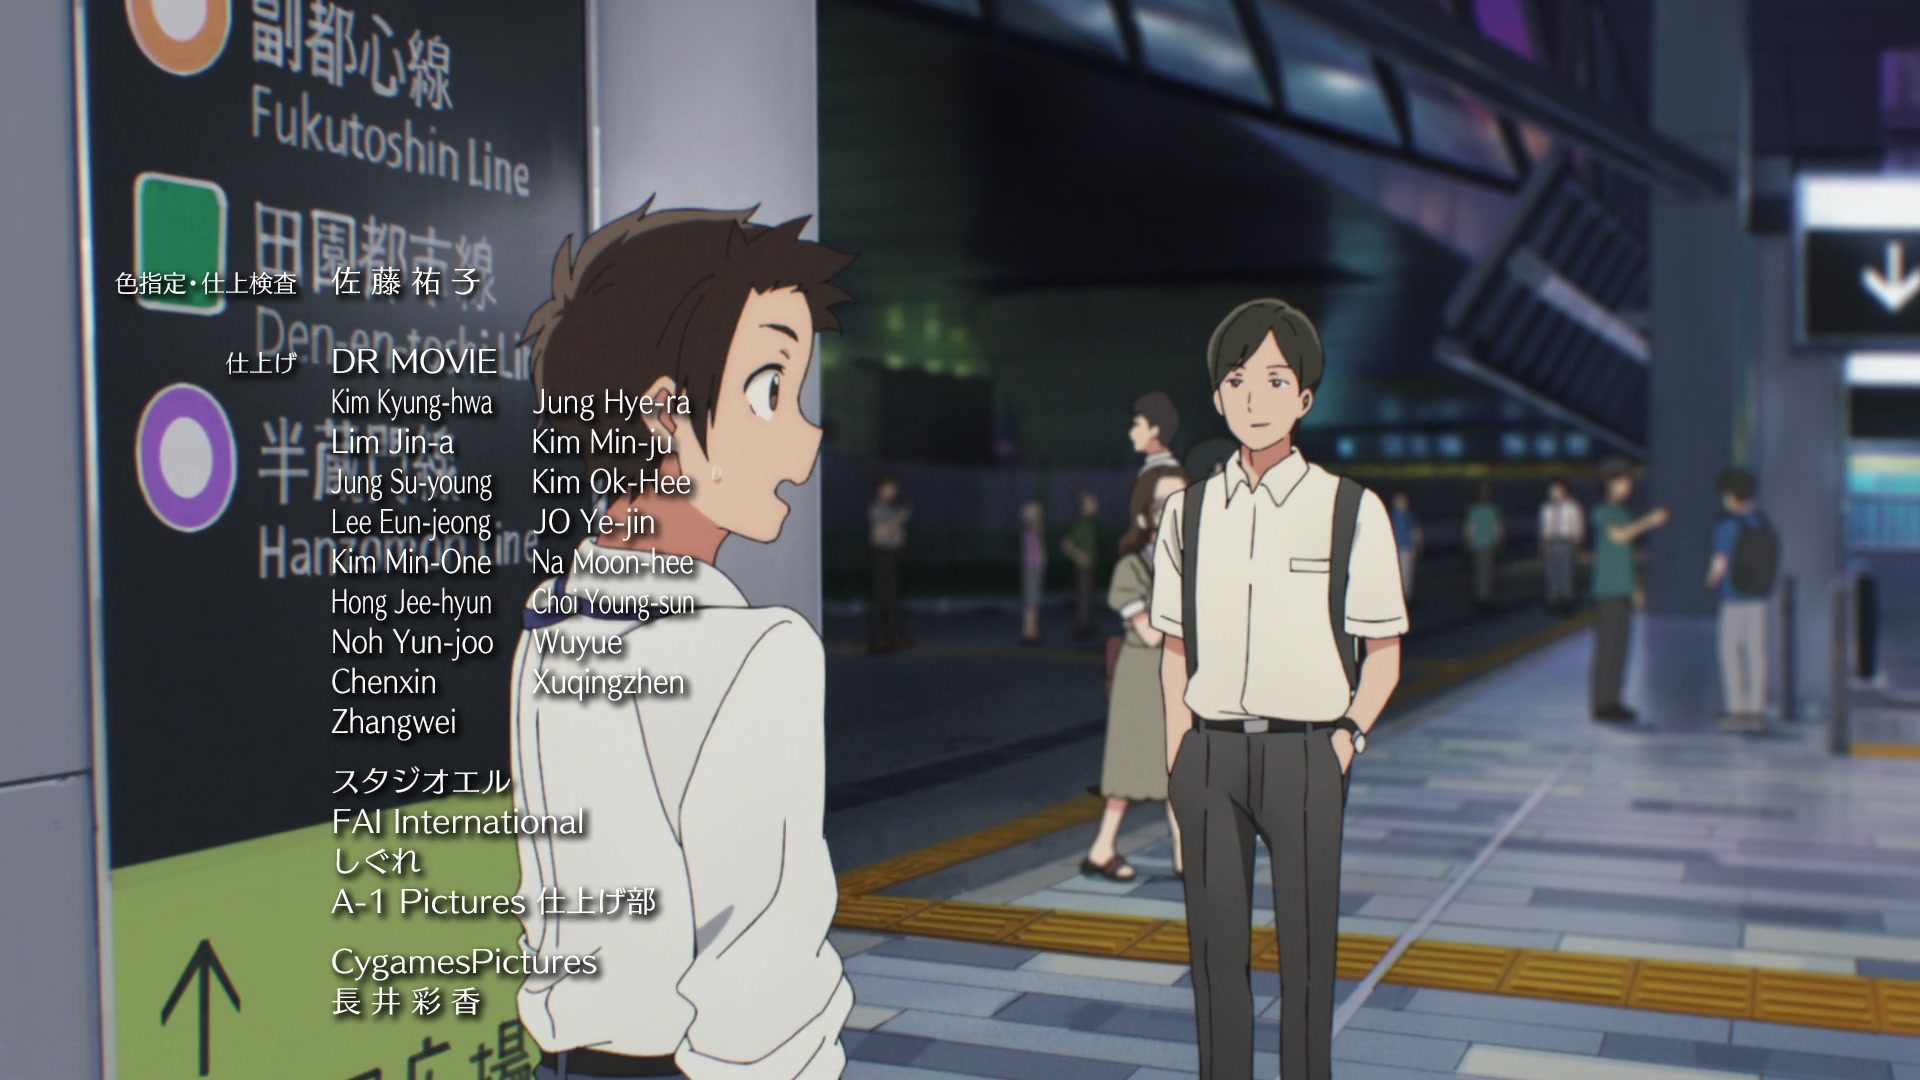 副都心線
Fukutoshin Line
田園都市線
Den-en-toshi Lin
半蔵門線
Han Line
色指定・仕上検査 佐藤祐子
仕上げ DR MOVIE
Kim Kyung-hwa Jung Hye-ra
Lim Jin-a Kim Min-ju
Jung Su-young Kim Ok-Hee
Lee Eun-jeong JO Ye-jin
Kim Min-One Na Moon-hee
Hong Jee-hyun Choi Young-sun
Noh Yun-joo Wuyue
Chenxin Xuqingzhen
Zhangwei
スタジオエル
FAI International
しぐれ
A-1 Pictures 仕上げ部
CygamesPictures
長井彩香
広場